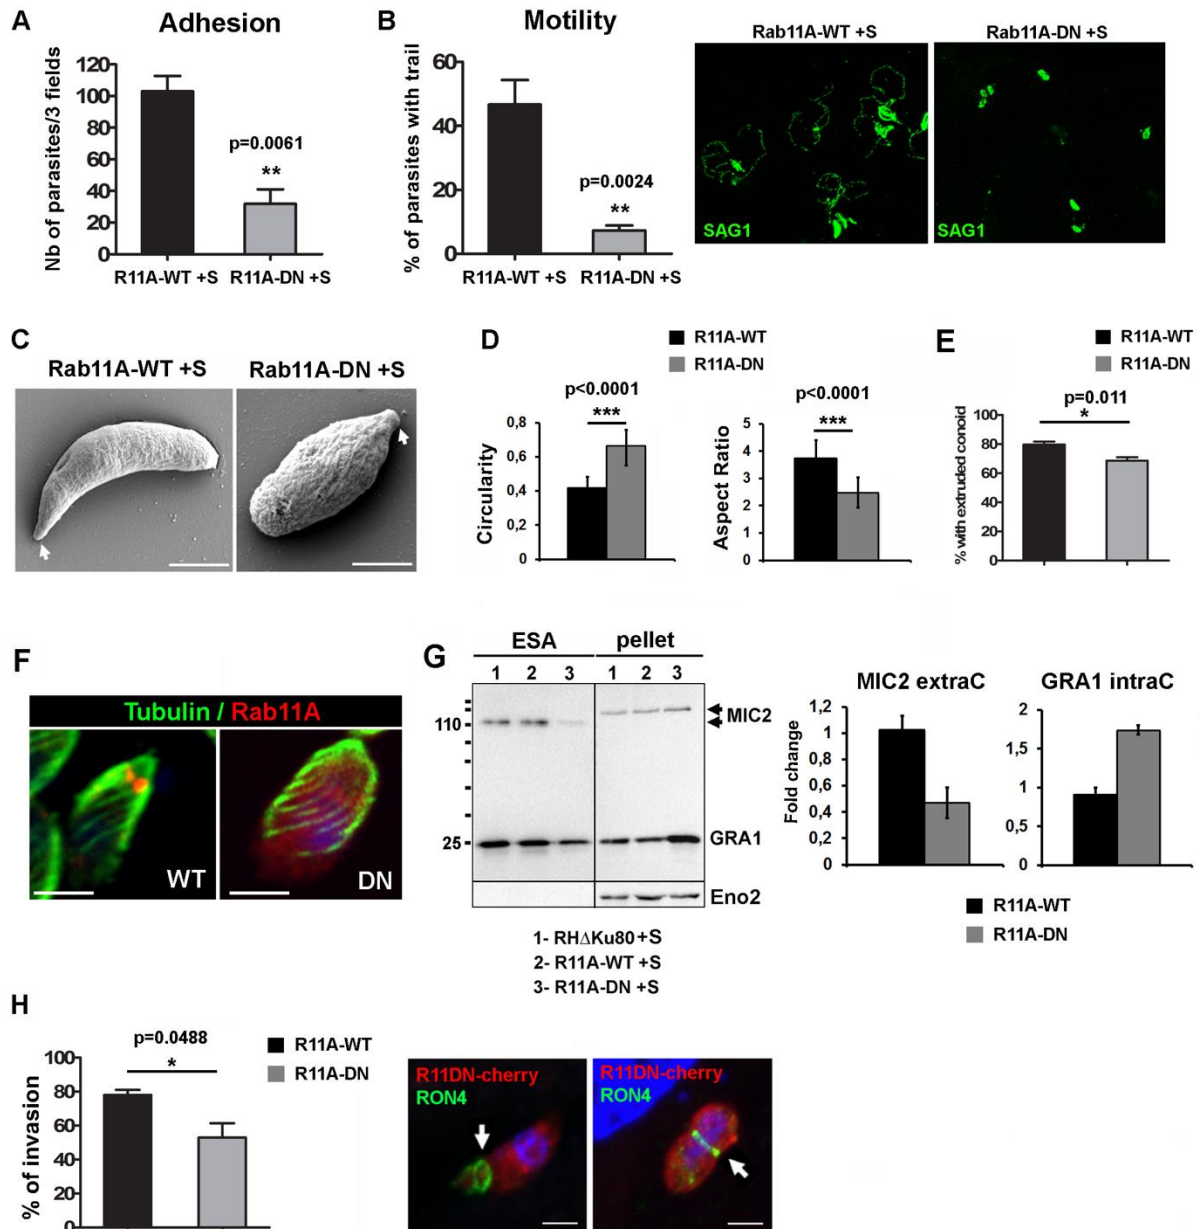 A
Adhesion
Nb of parasites/3 fields
120
100
80
60
40
20
0
p=0.0061
**
R11A-WT +S
R11A-DN +S
B
Motility
% of parasites with trail
60
40
20
0
p=0.0024
**
R11A-WT +S
R11A-DN +S
Rab11A-WT +S
Rab11A-DN +S
SAG1
SAG1
C
Rab11A-WT +S
Rab11A-DN +S
D
R11A-WT
R11A-DN
p<0.0001
***
Circularity
0,8
0,6
0,4
0,2
0
p<0.0001
***
Aspect Ratio
5
4
3
2
1
0
E
R11A-WT
R11A-DN
p=0.011
*
% with extruded conoid
100
80
60
40
20
0
F
Tubulin / Rab11A
WT
DN
G
ESA
pellet
1 2 3 1 2 3
110
25
MIC2
GRA1
Eno2
1- RHΔKu80 +S
2- R11A-WT +S
3- R11A-DN +S
MIC2 extraC
Fold change
1,2
1
0,8
0,6
0,4
0,2
0
GRA1 intraC
2
1,5
1
0,5
0
R11A-WT
R11A-DN
H
p=0.0488
*
% of invasion
100
80
60
40
20
0
R11A-WT
R11A-DN
R11DN-cherry
RON4
R11DN-cherry
RON4